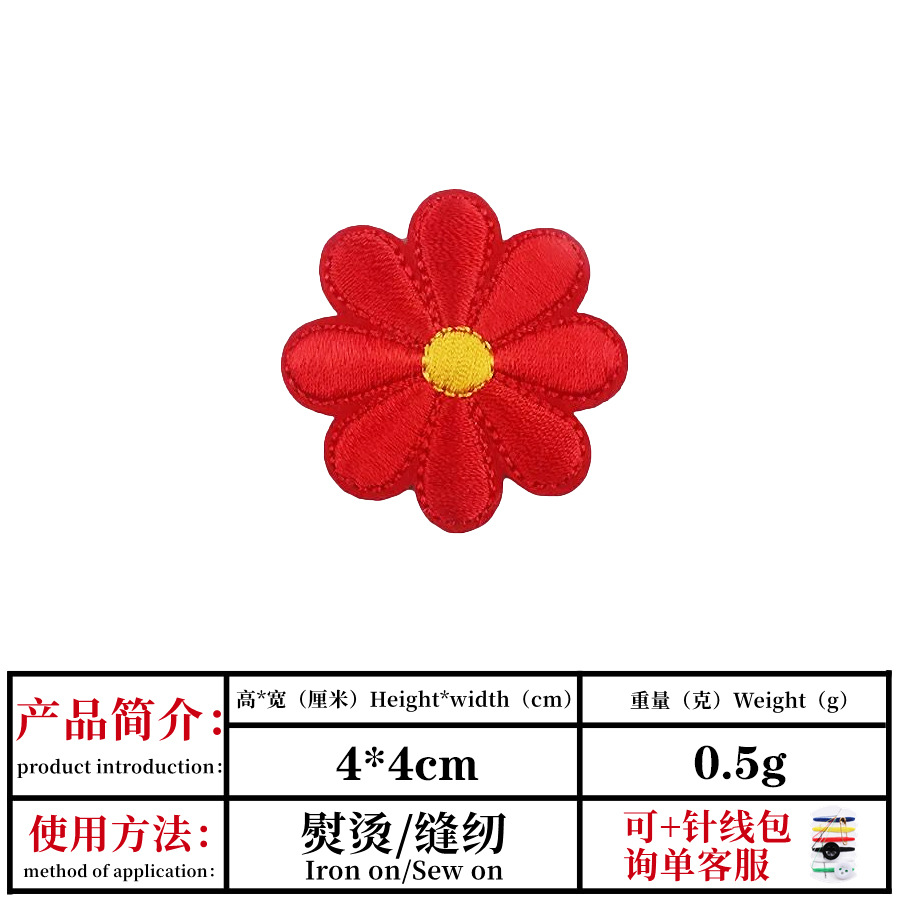 产品简介：
product introduction:
高*宽（厘米）Height*width（cm）
重量（克）Weight（g）
4*4cm
0.5g
使用方法：
method of application:
熨烫/缝纫
Iron on/Sew on
可+针线包
询单客服